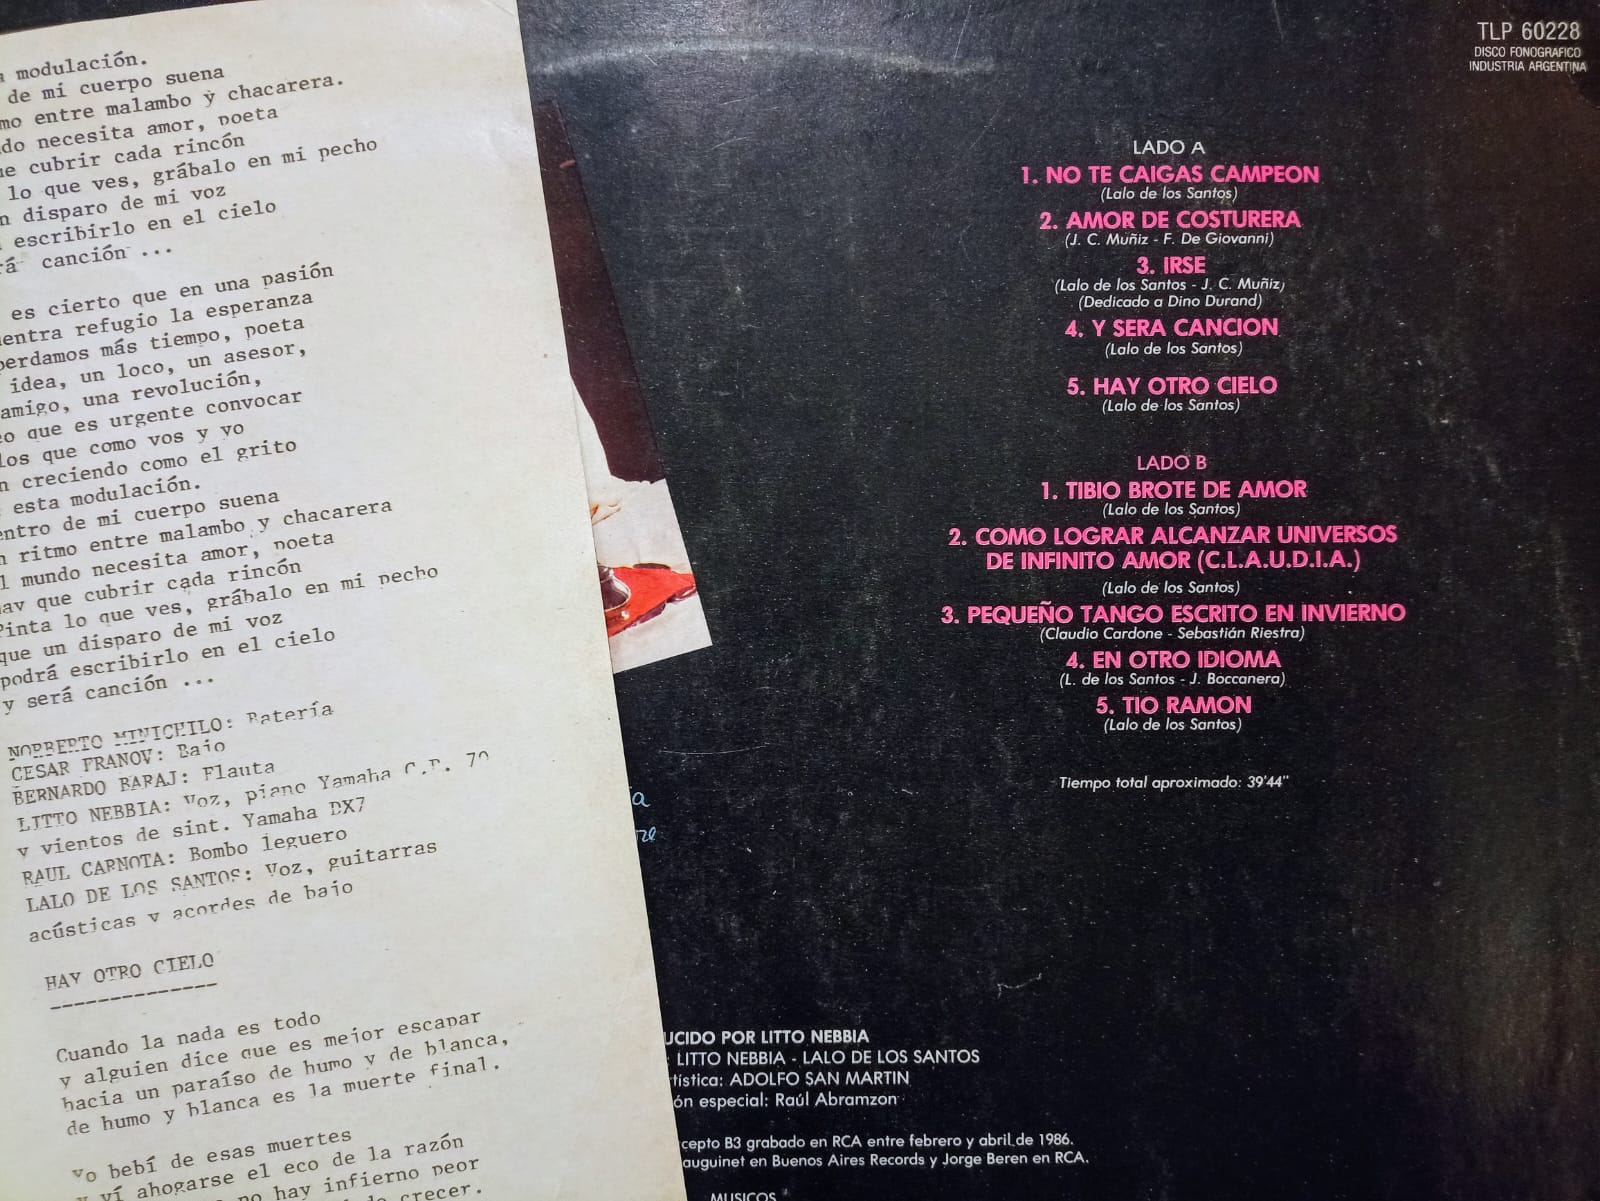 modulación.
de mi cuerpo suena
mo entre malambo y chacarera.
do necesita amor, poeta
ue cubrir cada rincón
lo que ves, grábalo en mi pecho
n disparo de mi voz
escribirlo en el cielo
rá canción ...
es cierto que en una pasión
uentra refugio la esperanza
perdamos más tiempo, poeta
idea, un loco, un asesor,
amigo, una revolución,
eo que es urgente convocar
los que como vos y yo
n creciendo como el grito
esta modulación.
entro de mi cuerpo suena
n ritmo entre malambo y chacarera
l mundo necesita amor, poeta
ay que cubrir cada rincón
Pinta lo que ves, grábalo en mi pecho
que un disparo de mi voz
podrá escribirlo en el cielo
y será canción ...
NORBERTO MINICHILO: Batería
CESAR FRANOV: Bajo
BERNARDO BARAJ: Flauta
LITTO NEBBIA: Voz, piano Yamaha C.P. 70
y vientos de sint. Yamaha DX7
RAUL CARNOTA: Bombo leguero
LALO DE LOS SANTOS: Voz, guitarras
acústicas y acordes de bajo
HAY OTRO CIELO
--------------
Cuando la nada es todo
y alguien dice que es mejor escapar
hacia un paraíso de humo y de blanca,
de humo y blanca es la muerte final.
Yo bebí de esas muertes
y ví ahogarse el eco de la razón
no hay infierno peor
crecer.
TLP 60228
DISCO FONOGRAFICO
INDUSTRIA ARGENTINA
LADO A
1. NO TE CAIGAS CAMPEON
(Lalo de los Santos)
2. AMOR DE COSTURERA
(J. C. Muñiz - F. De Giovanni)
3. IRSE
(Lalo de los Santos - J. C. Muñiz)
(Dedicado a Dino Durand)
4. Y SERA CANCION
(Lalo de los Santos)
5. HAY OTRO CIELO
(Lalo de los Santos)
LADO B
1. TIBIO BROTE DE AMOR
(Lalo de los Santos)
2. COMO LOGRAR ALCANZAR UNIVERSOS
DE INFINITO AMOR (C.L.A.U.D.I.A.)
(Lalo de los Santos)
3. PEQUEÑO TANGO ESCRITO EN INVIERNO
(Claudio Cardone - Sebastián Riestra)
4. EN OTRO IDIOMA
(L. de los Santos - J. Boccanera)
5. TIO RAMON
(Lalo de los Santos)
Tiempo total aproximado: 39'44"
UCIDO POR LITTO NEBBIA
: LITTO NEBBIA - LALO DE LOS SANTOS
tística: ADOLFO SAN MARTIN
ón especial: Raúl Abramzon
cepto B3 grabado en RCA entre febrero y abril de 1986.
auguinet en Buenos Aires Records y Jorge Beren en RCA.
MUSICOS